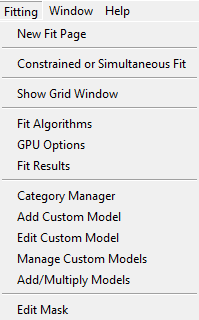 Fitting Window Help
New Fit Page
Constrained or Simultaneous Fit
Show Grid Window
Fit Algorithms
GPU Options
Fit Results
Category Manager
Add Custom Model
Edit Custom Model
Manage Custom Models
Add/Multiply Models
Edit Mask